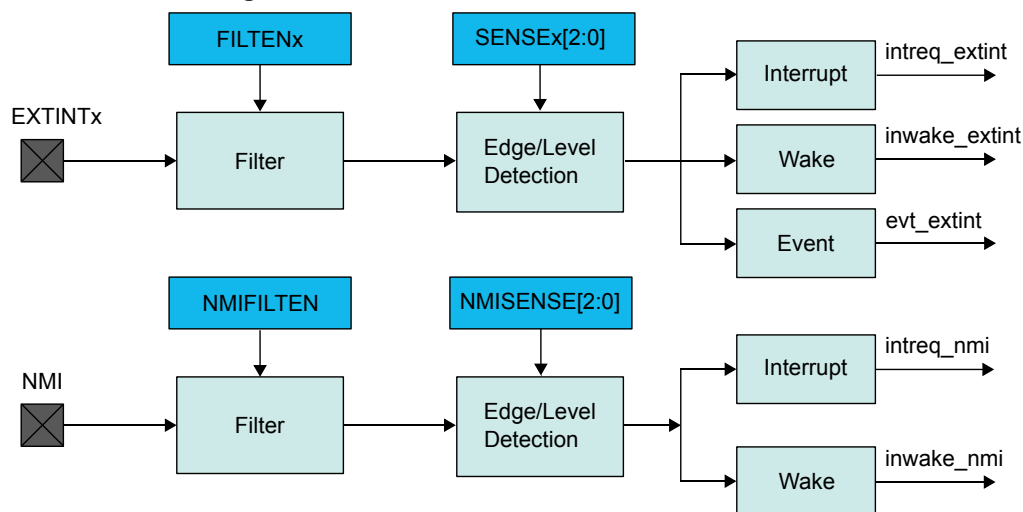 FILTENx
SENSEx[2:0]
intreq_extint
Interrupt
EXTINTx
Filter
Edge/Level
Detection
inwake_extint
Wake
evt_extint
Event
NMIFILTEN
NMISENSE[2:0]
intreq_nmi
Interrupt
NMI
Filter
Edge/Level
Detection
inwake_nmi
Wake